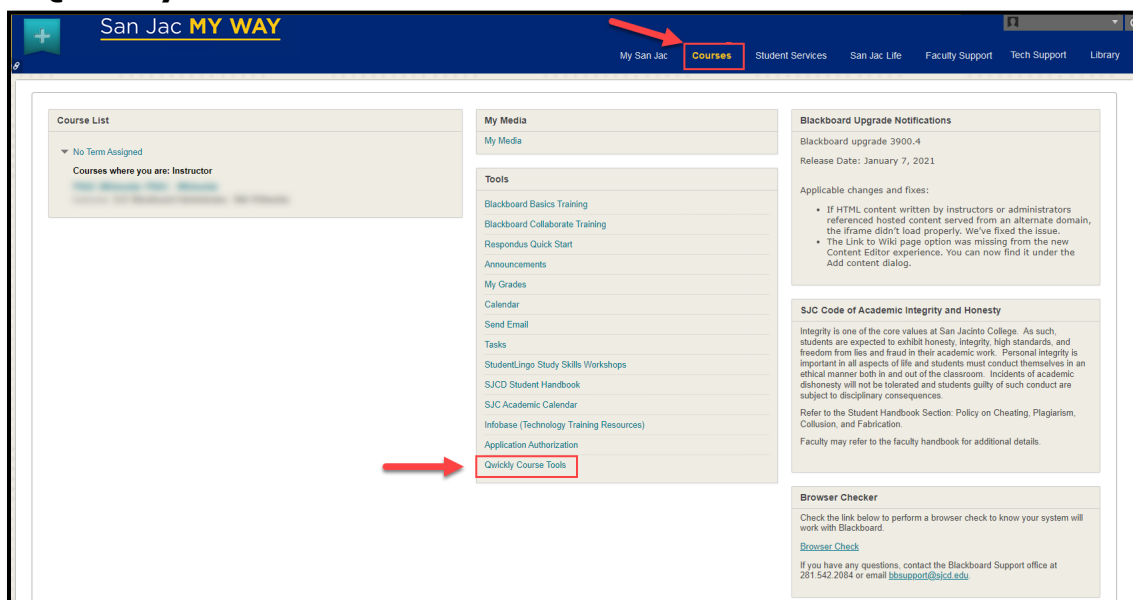 San Jac MY WAY
My San Jac Courses Student Services San Jac Life Faculty Support Tech Support Library
Course List
No Term Assigned
Courses where you are: Instructor
My Media
My Media
Tools
Blackboard Basics Training
Blackboard Collaborate Training
Respondus Quick Start
Announcements
My Grades
Calendar
Send Email
Tasks
StudentLingo Study Skills Workshops
SJCD Student Handbook
SJC Academic Calendar
Infobase (Technology Training Resources)
Application Authorization
Qwickly Course Tools
Blackboard Upgrade Notifications
Blackboard upgrade 3900.4
Release Date: January 7, 2021
Applicable changes and fixes:
• If HTML content written by instructors or administrators
referenced hosted content served from an alternate domain,
the iframe didn't load properly. We've fixed the issue.
• The Link to Wiki page option was missing from the new
Content Editor experience. You can now find it under the
Add content dialog.
SJC Code of Academic Integrity and Honesty
Integrity is one of the core values at San Jacinto College. As such,
students are expected to exhibit honesty, integrity, high standards, and
freedom from lies and fraud in their academic work. Personal integrity is
important in all aspects of life and students must conduct themselves in an
ethical manner both in and out of the classroom. Incidents of academic
dishonesty will not be tolerated and students guilty of such conduct are
subject to disciplinary consequences.
Refer to the Student Handbook Section: Policy on Cheating, Plagiarism,
Collusion, and Fabrication.
Faculty may refer to the faculty handbook for additional details.
Browser Checker
Check the link below to perform a browser check to know your system will
work with Blackboard.
Browser Check
If you have any questions, contact the Blackboard Support office at
281.542.2084 or email bbsupport@sjcd.edu.